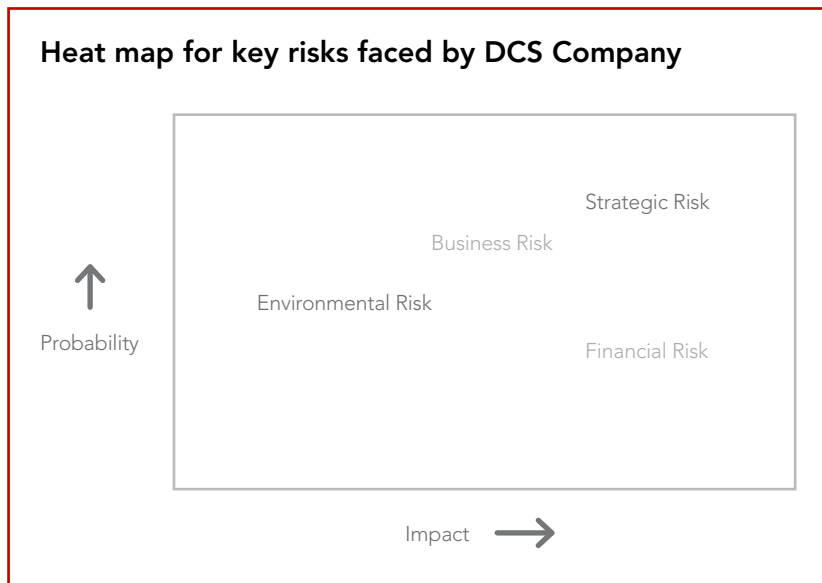 Heat map for key risks faced by DCS Company
Strategic Risk
Business Risk
Environmental Risk
Probability
Financial Risk
Impact